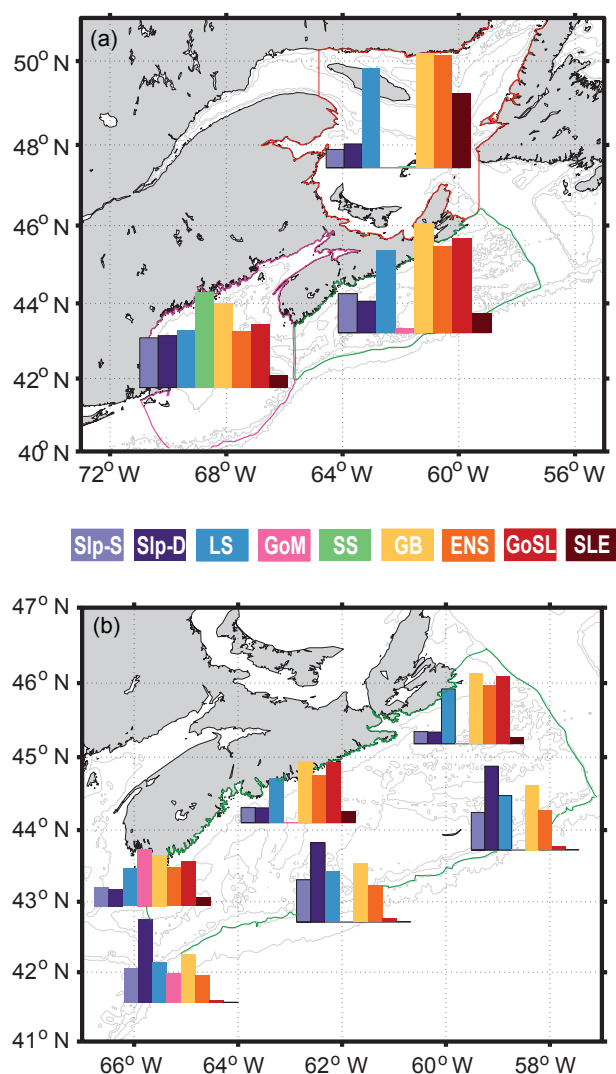 (a)
50° N
48° N
46° N
44° N
42° N
40° N
72° W 68° W 64° W 60° W 56° W
Slp-S Slp-D LS GoM SS GB ENS GoSL SLE
(b)
47° N
46° N
45° N
44° N
43° N
42° N
41° N
66° W 64° W 62° W 60° W 58° W